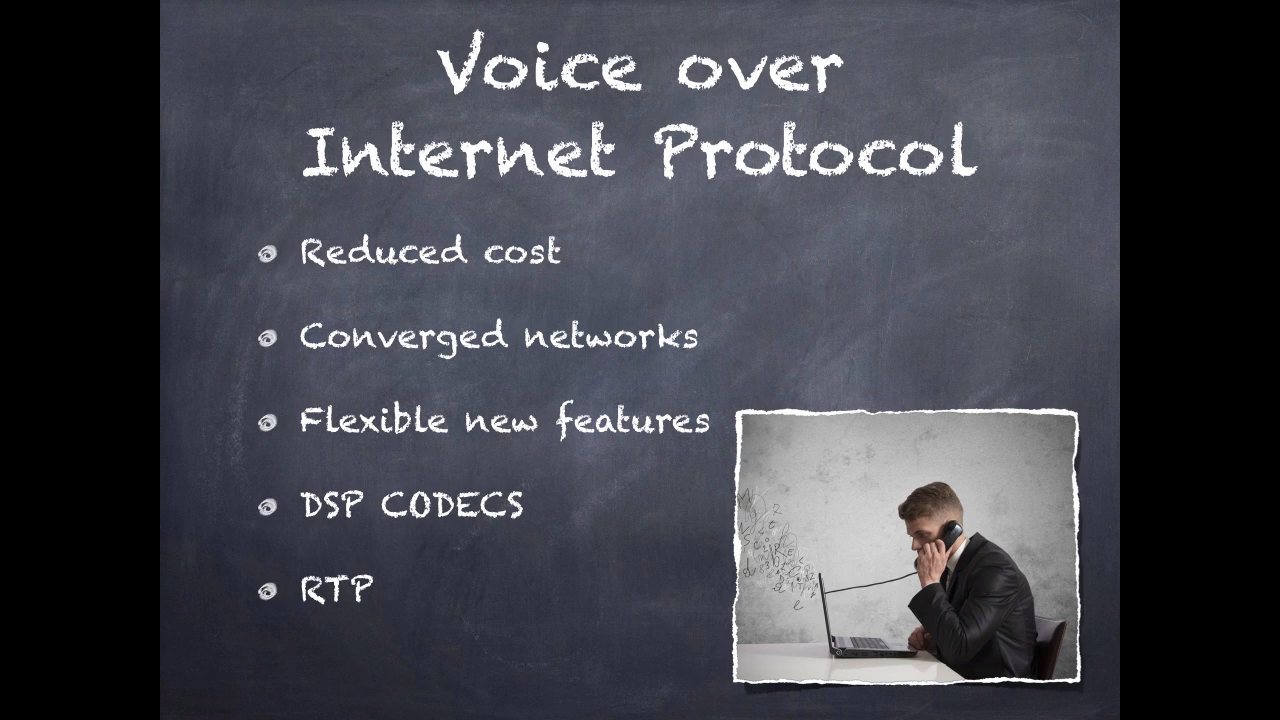 Voice over
Internet Protocol
Reduced cost
Converged networks
Flexible new features
DSP CODECS
RTP